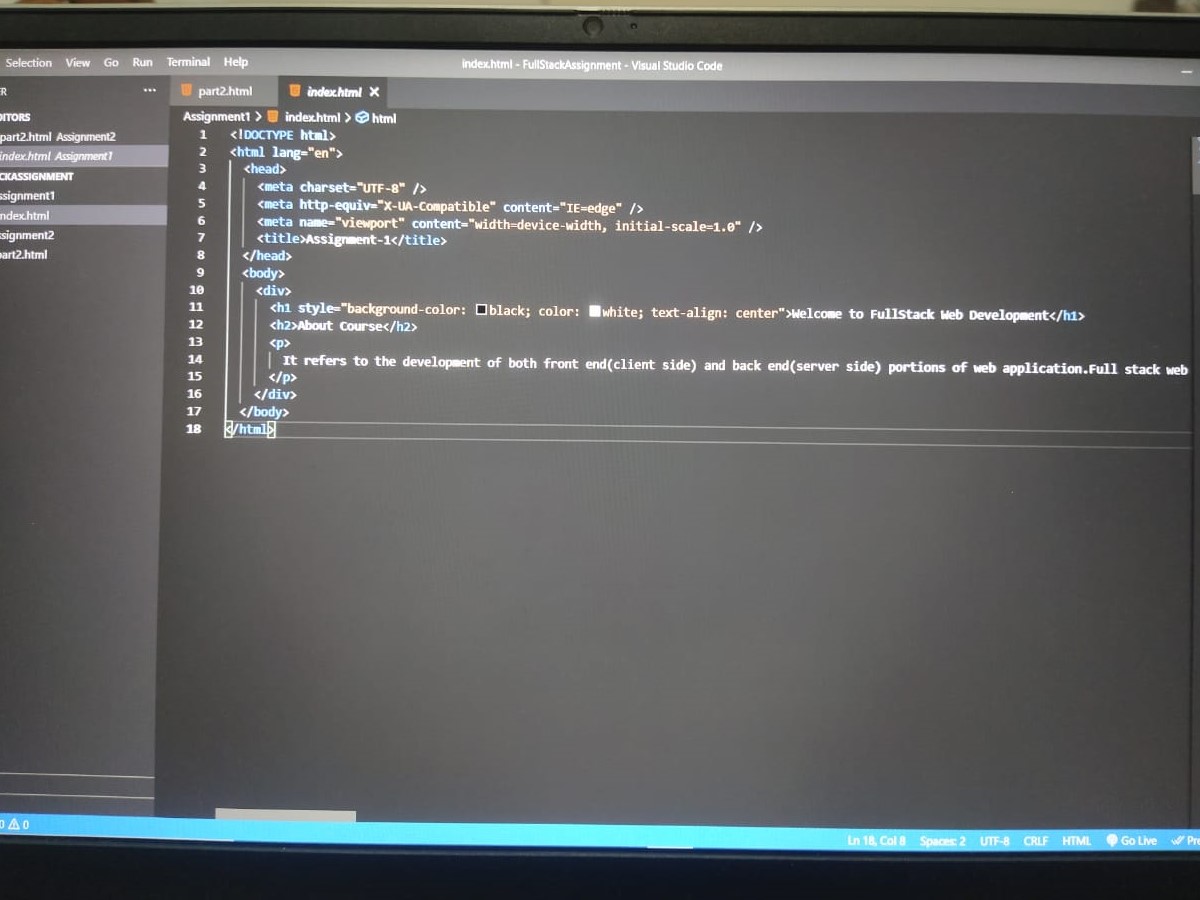 Selection View Go Run Terminal Help
index.html - FullStackAssignment - Visual Studio Code
R ...
part2.html
index.html
DITORS
part2.html Assignment2
index.html Assignment1
CKASSIGNMENT
ssignment1
ndex.html
ssignment2
part2.html
Assignment1 > index.html > html
1 <!DOCTYPE html>
2 <html lang="en">
3 <head>
4 <meta charset="UTF-8" />
5 <meta http-equiv="X-UA-Compatible" content="IE=edge" />
6 <meta name="viewport" content="width=device-width, initial-scale=1.0" />
7 <title>Assignment-1</title>
8 </head>
9 <body>
10 <div>
11 <h1 style="background-color: black; color: white; text-align: center">Welcome to FullStack Web Development</h1>
12 <h2>About Course</h2>
13 <p>
14 It refers to the development of both front end(client side) and back end(server side) portions of web application.Full stack web
15 </p>
16 </div>
17 </body>
18 </html>
0 0
Ln 18, Col 8 Spaces: 2 UTF-8 CRLF HTML Go Live Pre